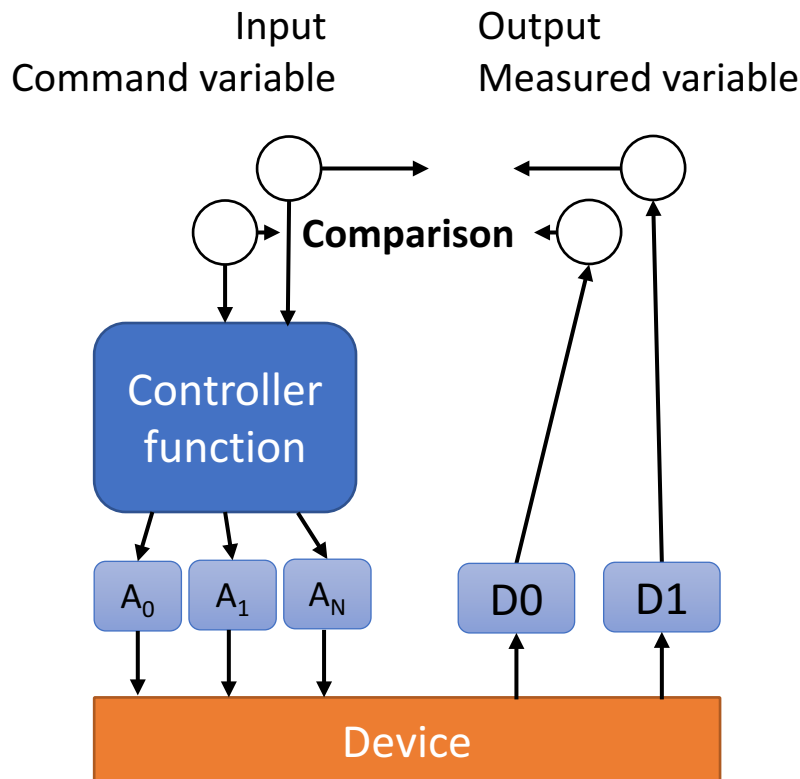 Input
Command variable
Output
Measured variable
Comparison
Controller
function
A0
A1
AN
D0
D1
Device